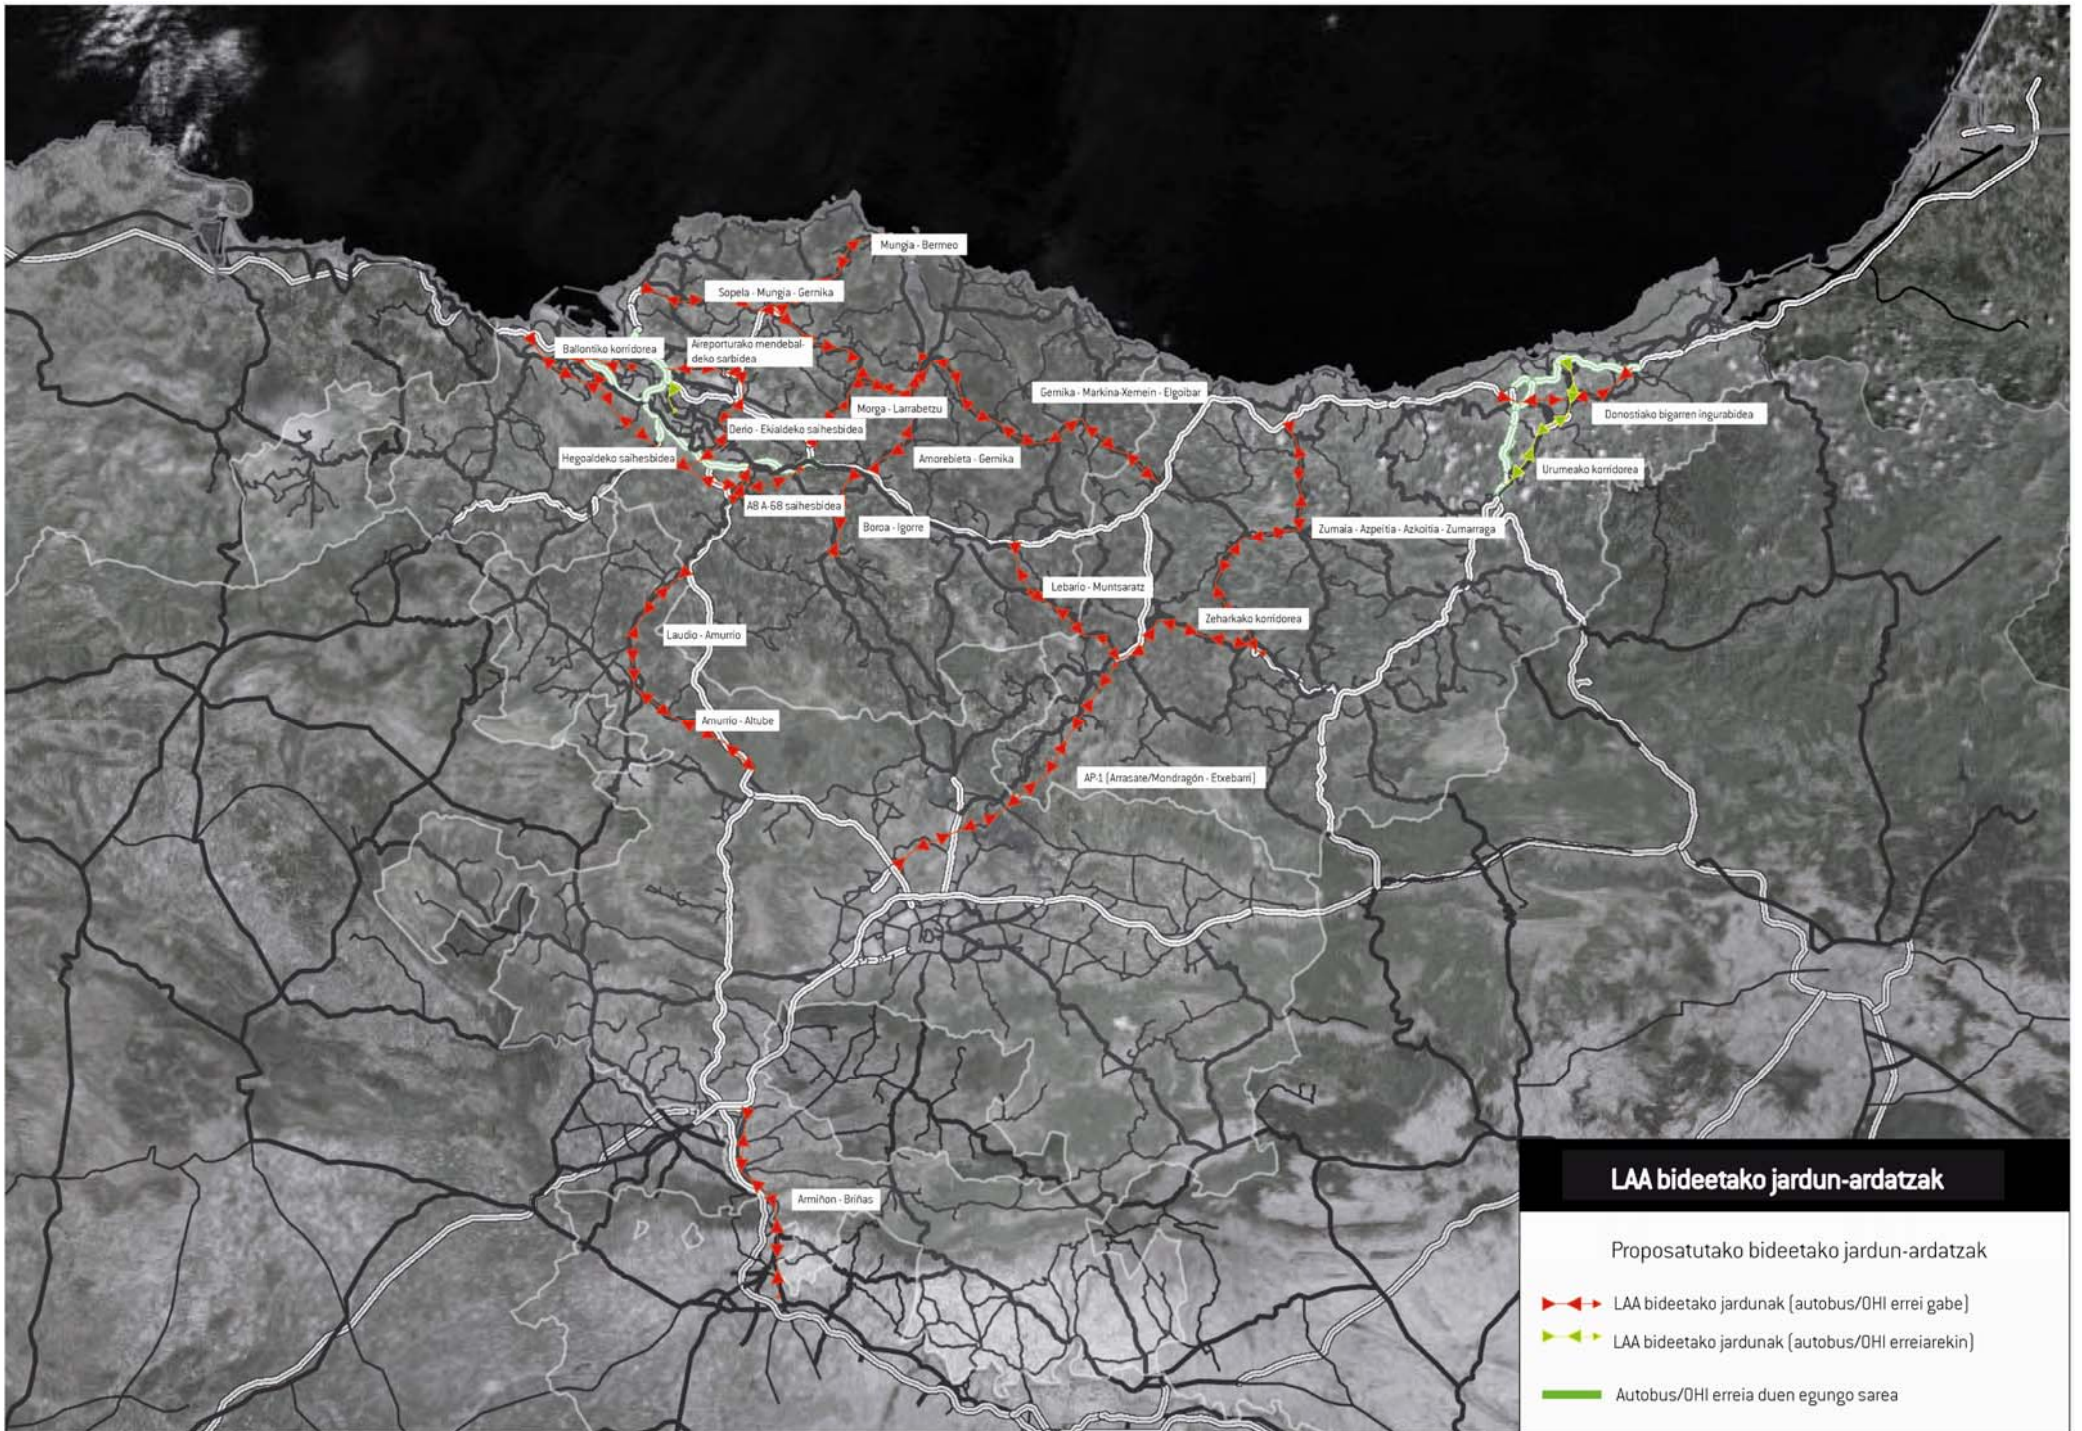 Mungia - Bermeo
Sopela - Mungia - Gernika
Ballontiko korridorea
Aireporturako mendebal-
deko sarbidea
Gernika - Markina-Xemein - Elgoibar
Morga - Larrabetzu
Donostiako bigarren ingurabidea
Derio - Ekialdeko saihesbidea
Hegoaldeko saihesbidea
Amorebieta - Gernika
Urumeako korridorea
A8 A-68 saihesbidea
Boroa - Igorre
Zumaia - Azpeitia - Azkoitia - Zumarraga
Lebario - Muntsaratz
Zeharkako korridorea
Laudio - Amurrio
Amurrio - Altube
AP-1 (Arrasate/Mondragón - Etxebarri)
Armiñon - Briñas
LAA bideetako jardun-ardatzak
Proposatutako bideetako jardun-ardatzak
LAA bideetako jardunak (autobus/OHI errei gabe)
LAA bideetako jardunak (autobus/OHI erreiarekin)
Autobus/OHI erreia duen egungo sarea